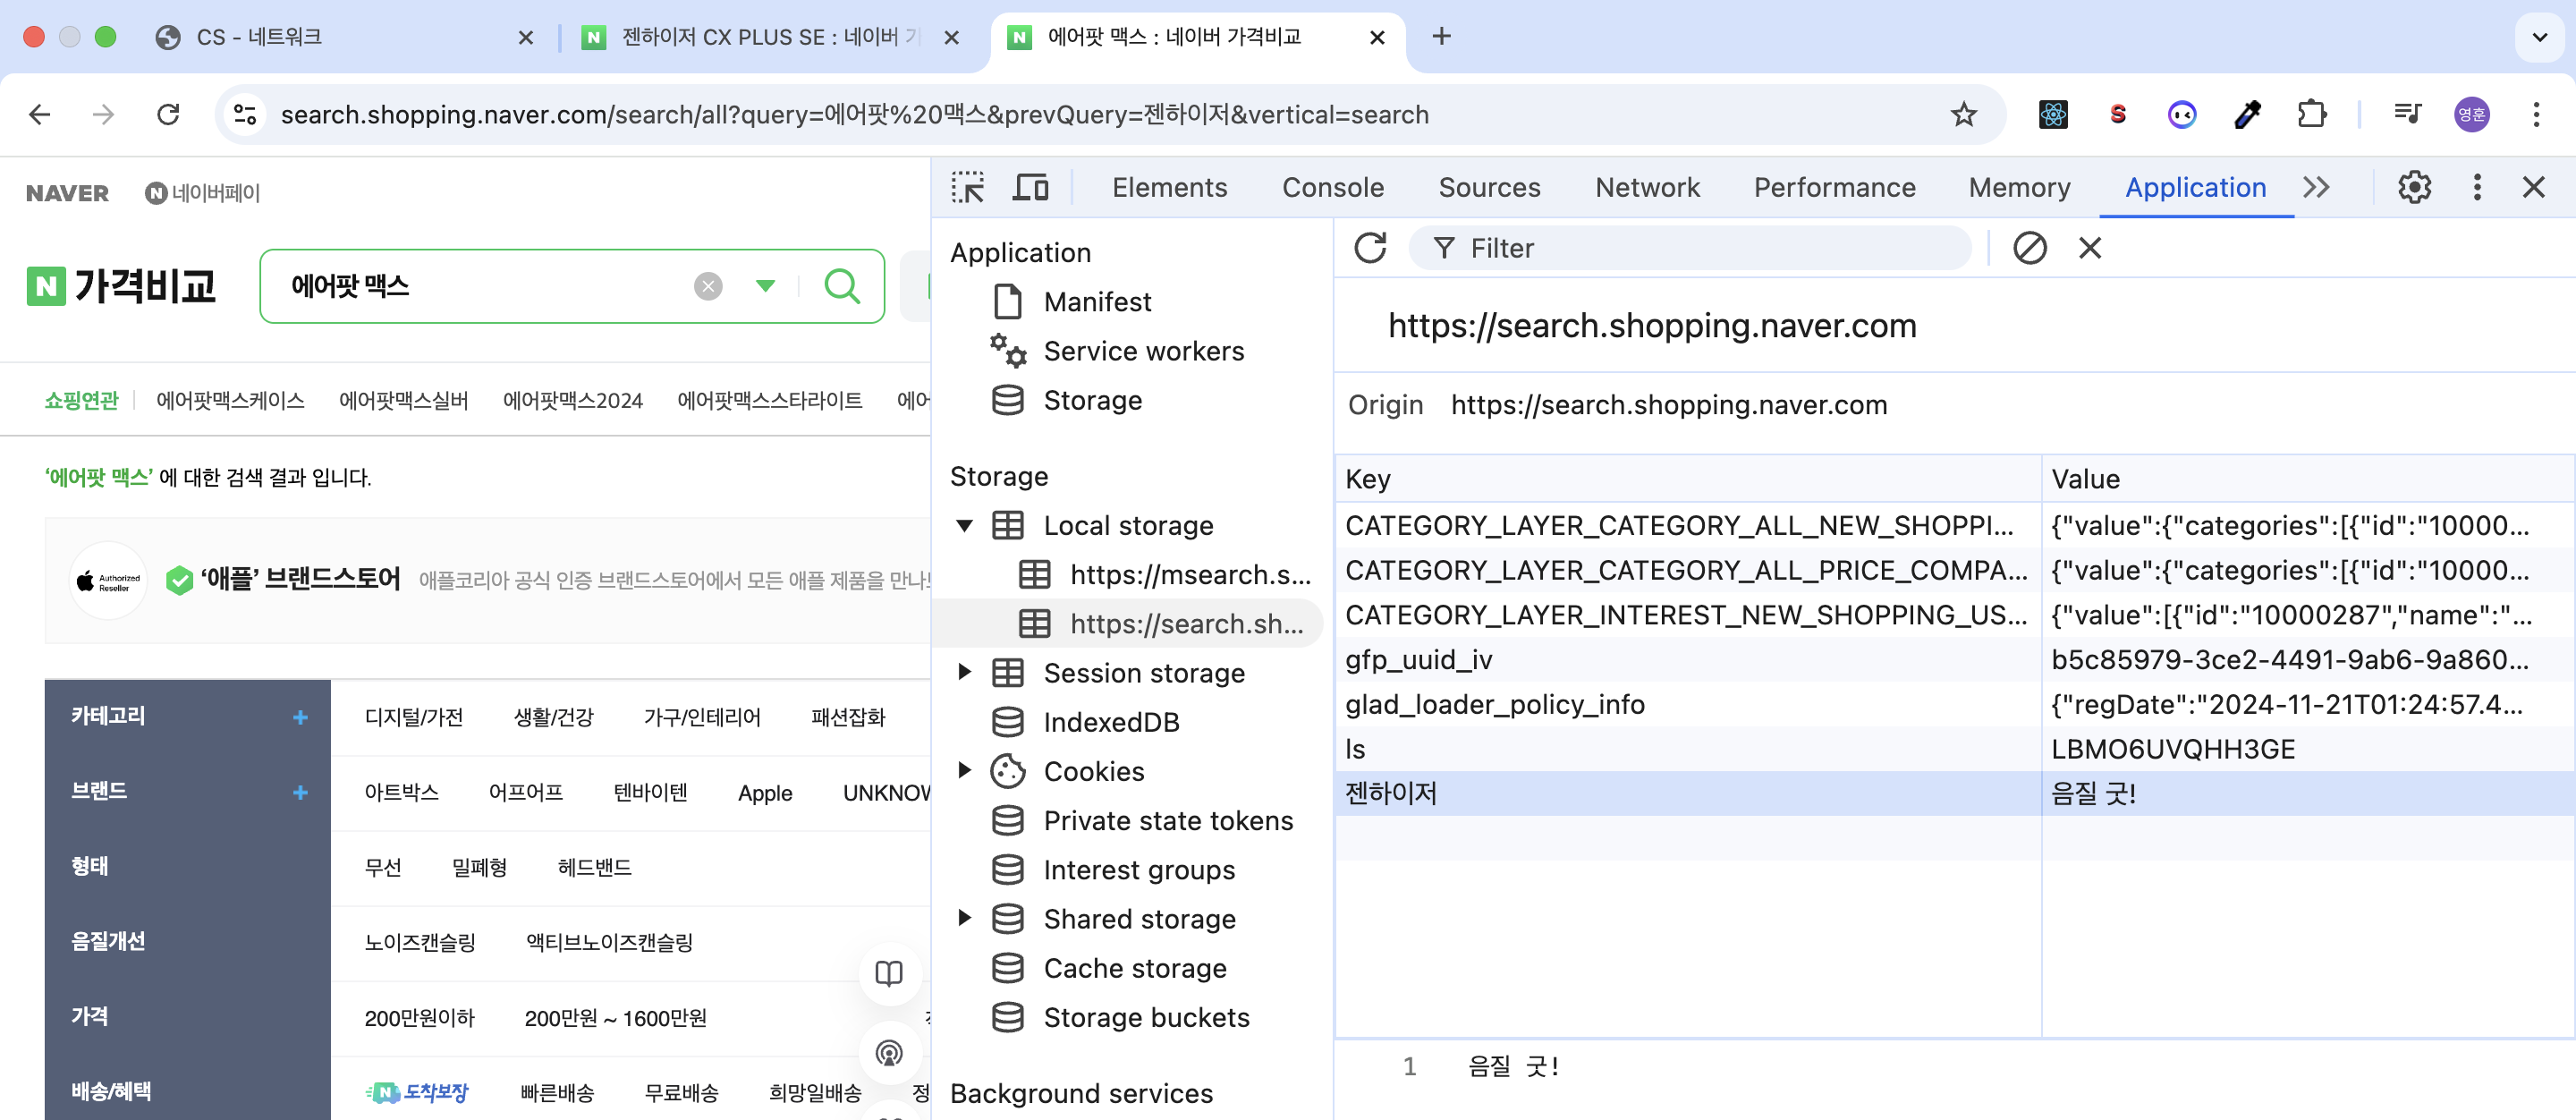 CS - 네트워크
젠하이저 CX PLUS SE : 네이버 가
에어팟 맥스 : 네이버 가격비교
search.shopping.naver.com/search/all?query=에어팟%20맥스&prevQuery=젠하이저&vertical=search
영훈
NAVER
네이버페이
N 가격비교
에어팟 맥스
쇼핑연관
에어팟맥스케이스
에어팟맥스실버
에어팟맥스2024
에어팟맥스스타라이트
에어
‘에어팟 맥스’ 에 대한 검색 결과 입니다.
Authorized
Reseller
‘애플’ 브랜드스토어
애플코리아 공식 인증 브랜드스토어에서 모든 애플 제품을 만나
카테고리 +
디지털/가전 생활/건강 가구/인테리어 패션잡화
브랜드 +
아트박스 어프어프 텐바이텐 Apple UNKNOW
형태
무선 밀폐형 헤드밴드
음질개선
노이즈캔슬링 액티브노이즈캔슬링
가격
200만원이하 200만원 ~ 1600만원
배송/혜택
N 도착보장 빠른배송 무료배송 희망일배송 정
Elements Console Sources Network Performance Memory Application
Application
Manifest
Service workers
Storage
Storage
Local storage
https://msearch.s...
https://search.sh...
Session storage
IndexedDB
Cookies
Private state tokens
Interest groups
Shared storage
Cache storage
Storage buckets
Background services
Filter
https://search.shopping.naver.com
Origin https://search.shopping.naver.com
Key Value
CATEGORY_LAYER_CATEGORY_ALL_NEW_SHOPPI... {"value":{"categories":[{"id":"10000...
CATEGORY_LAYER_CATEGORY_ALL_PRICE_COMPA... {"value":{"categories":[{"id":"10000...
CATEGORY_LAYER_INTEREST_NEW_SHOPPING_US... {"value":[{"id":"10000287","name":"...
gfp_uuid_iv b5c85979-3ce2-4491-9ab6-9a860...
glad_loader_policy_info {"regDate":"2024-11-21T01:24:57.4...
ls LBMO6UVQHH3GE
젠하이저 음질 굿!
1 음질 굿!